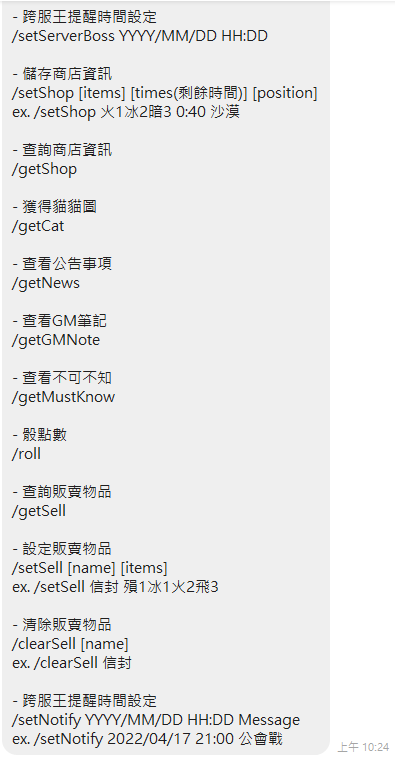 - 跨服王提醒時間設定
/setServerBoss YYYY/MM/DD HH:DD
- 儲存商店資訊
/setShop [items] [times(剩餘時間)] [position]
ex. /setShop 火1冰2暗3 0:40 沙漠
- 查詢商店資訊
/getShop
- 獲得貓貓圖
/getCat
- 查看公告事項
/getNews
- 查看GM筆記
/getGMNote
- 查看不可不知
/getMustKnow
- 骰點數
/roll
- 查詢販賣物品
/getSell
- 設定販賣物品
/setSell [name] [items]
ex. /setSell 信封 殞1冰1火2飛3
- 清除販賣物品
/clearSell [name]
ex. /clearSell 信封
- 跨服王提醒時間設定
/setNotify YYYY/MM/DD HH:DD Message
ex. /setNotify 2022/04/17 21:00 公會戰
上午 10:24